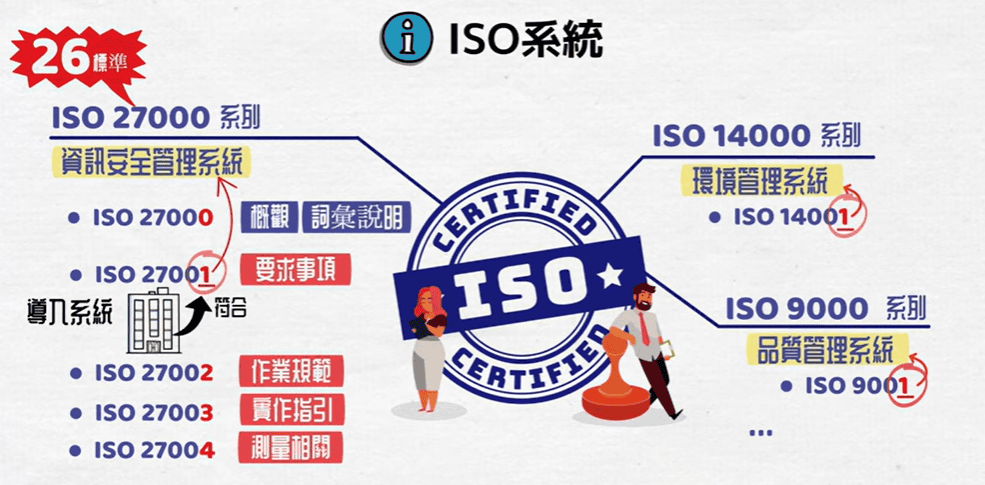 ISO系統
26標準
ISO 27000 系列
資訊安全管理系統
• ISO 27000 概觀 詞彙說明
• ISO 27001 要求事項
導入系統 符合
• ISO 27002 作業規範
• ISO 27003 實作指引
• ISO 27004 測量相關
CERTIFIED
ISO
CERTIFIED
ISO 14000 系列
環境管理系統
• ISO 14001
ISO 9000 系列
品質管理系統
• ISO 9001
...